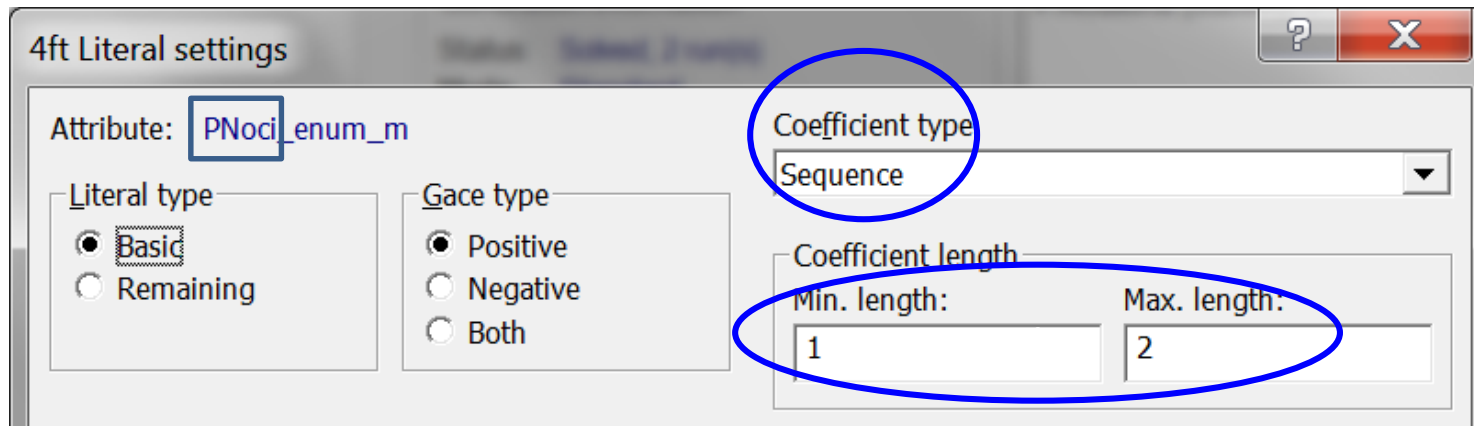 4ft Literal settings
Attribute: PNoci_enum_m
Coefficient type
Sequence
Literal type
Basic
Remaining
Gace type
Positive
Negative
Both
Coefficient length
Min. length:
Max. length:
1
2